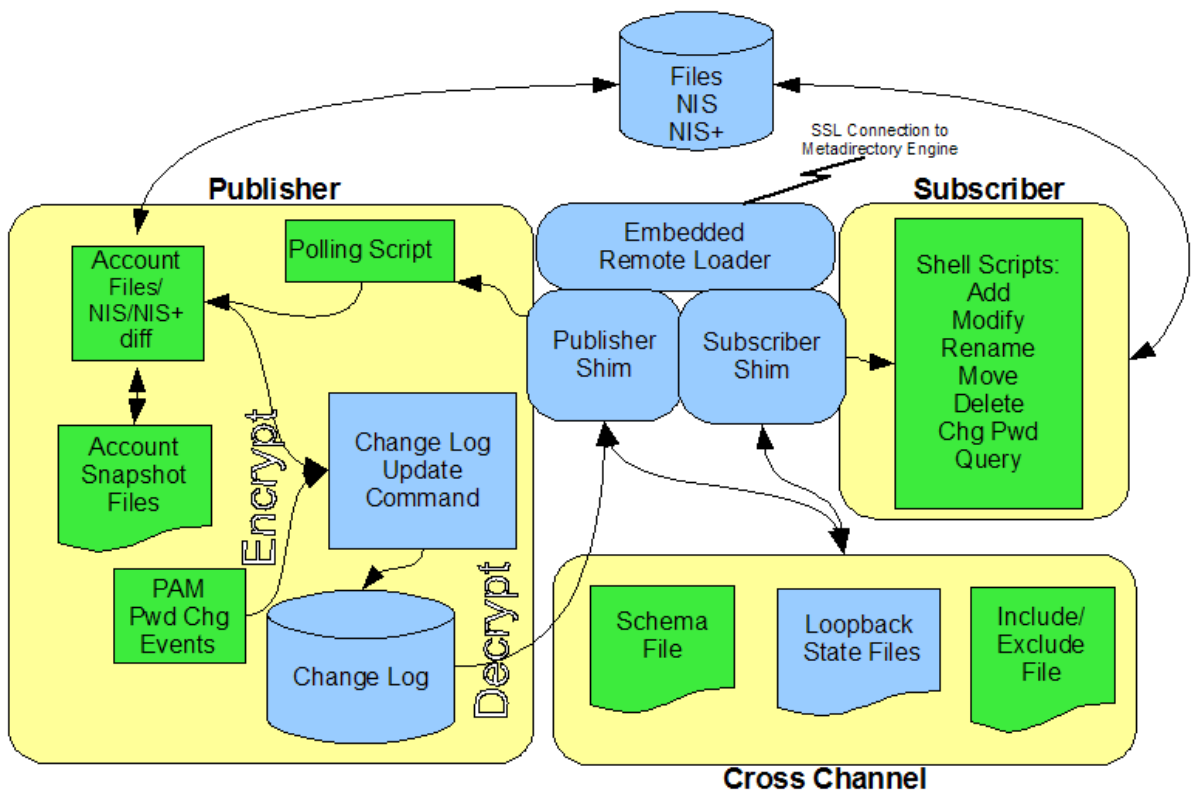 Files
NIS
NIS+
SSL Connection to
Metadirectory Engine
Publisher
Subscriber
Account
Files/
NIS/NIS+
diff
Polling Script
Embedded
Remote Loader
Publisher
Shim
Subscriber
Shim
Shell Scripts:
Add
Modify
Rename
Move
Delete
Chg Pwd
Query
Account
Snapshot
Files
Encrypt
Change Log
Update
Command
PAM
Pwd Chg
Events
Change Log
Decrypt
Schema
File
Loopback
State Files
Include/
Exclude
File
Cross Channel